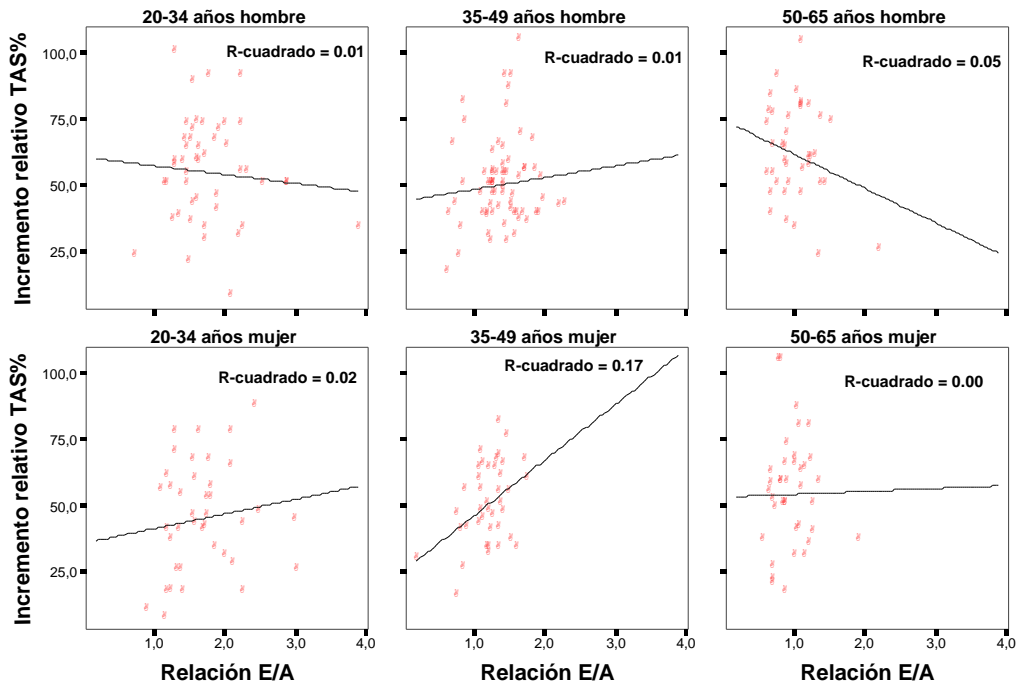 20-34 años hombre
35-49 años hombre
50-65 años hombre
R-cuadrado = 0.01
R-cuadrado = 0.01
R-cuadrado = 0.05
Incremento relativo TAS%
100,0
75,0
50,0
25,0
20-34 años mujer
35-49 años mujer
50-65 años mujer
R-cuadrado = 0.02
R-cuadrado = 0.17
R-cuadrado = 0.00
Incremento relativo TAS%
100,0
75,0
50,0
25,0
1,0 2,0 3,0 4,0
1,0 2,0 3,0 4,0
1,0 2,0 3,0 4,0
Relación E/A
Relación E/A
Relación E/A